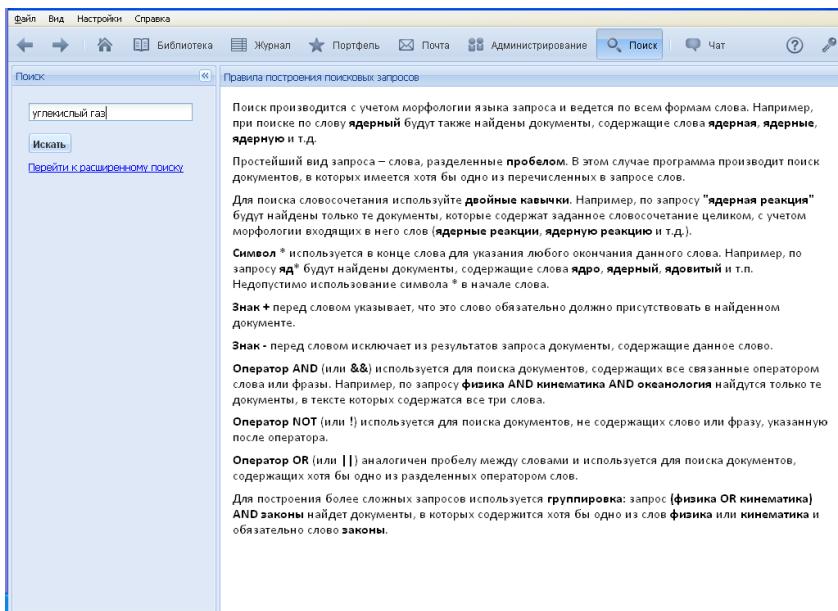 Файл Вид Настройки Справка
Библиотека Журнал Портфель Почта Администрирование Поиск Чат
Поиск
углекислый газ
Искать
Перейти к расширенному поиску
Правила построения поисковых запросов
Поиск производится с учетом морфологии языка запроса и ведется по всем формам слова. Например,
при поиске по слову ядерный будут также найдены документы, содержащие слова ядерная, ядерные,
ядерную и т.д.
Простейший вид запроса – слова, разделенные пробелом. В этом случае программа производит поиск
документов, в которых имеется хотя бы одно из перечисленных в запросе слов.
Для поиска словосочетания используйте двойные кавычки. Например, по запросу "ядерная реакция"
будут найдены только те документы, которые содержат заданное словосочетание целиком, с учетом
морфологии входящих в него слов (ядерные реакции, ядерную реакцию и т.д.).
Символ * используется в конце слова для указания любого окончания данного слова. Например, по
запросу яд* будут найдены документы, содержащие слова ядро, ядерный, ядовитый и т.п.
Недопустимо использование символа * в начале слова.
Знак + перед словом указывает, что это слово обязательно должно присутствовать в найденном
документе.
Знак - перед словом исключает из результатов запроса документы, содержащие данное слово.
Оператор AND (или &&) используется для поиска документов, содержащих все связанные оператором
слова или фразы. Например, по запросу физика AND кинематика AND океанология найдутся только те
документы, в тексте которых содержатся все три слова.
Оператор NOT (или !) используется для поиска документов, не содержащих слово или фразу, указанную
после оператора.
Оператор OR (или ||) аналогичен пробелу между словами и используется для поиска документов,
содержащих хотя бы одно из разделенных оператором слов.
Для построения более сложных запросов используется группировка: запрос (физика OR кинематика)
AND законы найдет документы, в которых содержится хотя бы одно из слов физика или кинематика и
обязательно слово законы.